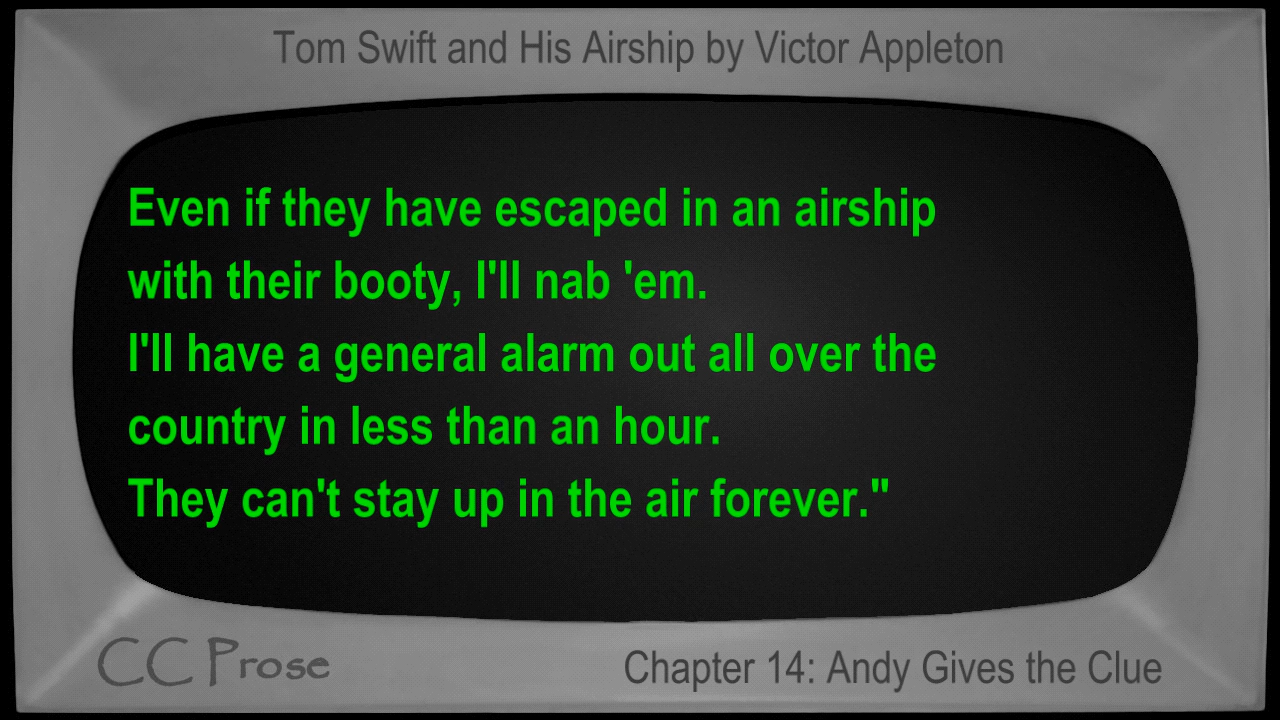 Tom Swift and His Airship by Victor Appleton
Even if they have escaped in an airship
with their booty, I'll nab 'em.
I'll have a general alarm out all over the
country in less than an hour.
They can't stay up in the air forever."
CC Prose
Chapter 14: Andy Gives the Clue